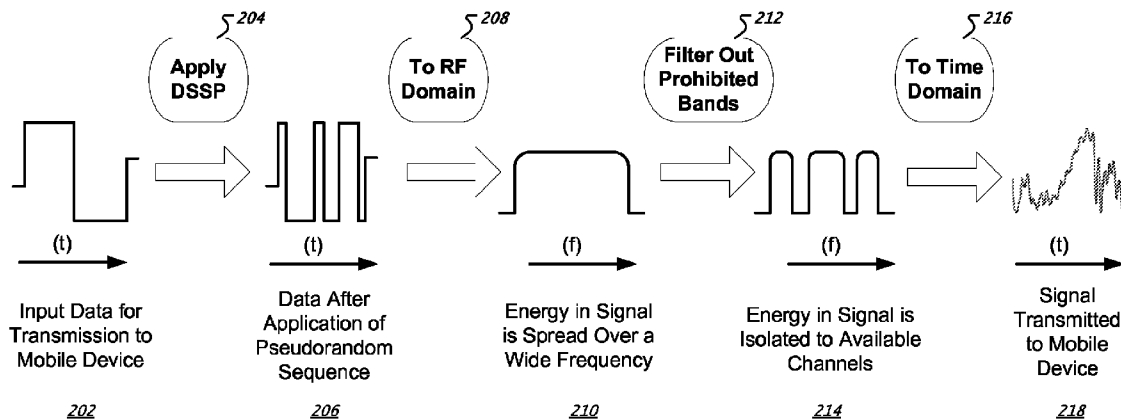 204
208
212
216
Apply
DSSP
To RF
Domain
Filter Out
Prohibited
Bands
To Time
Domain
(t)
(t)
(f)
(f)
(t)
Input Data for
Transmission to
Mobile Device
Data After
Application of
Pseudorandom
Sequence
Energy in Signal
is Spread Over a
Wide Frequency
Energy in Signal is
Isolated to Available
Channels
Signal
Transmitted
to Mobile
Device
202
206
210
214
218